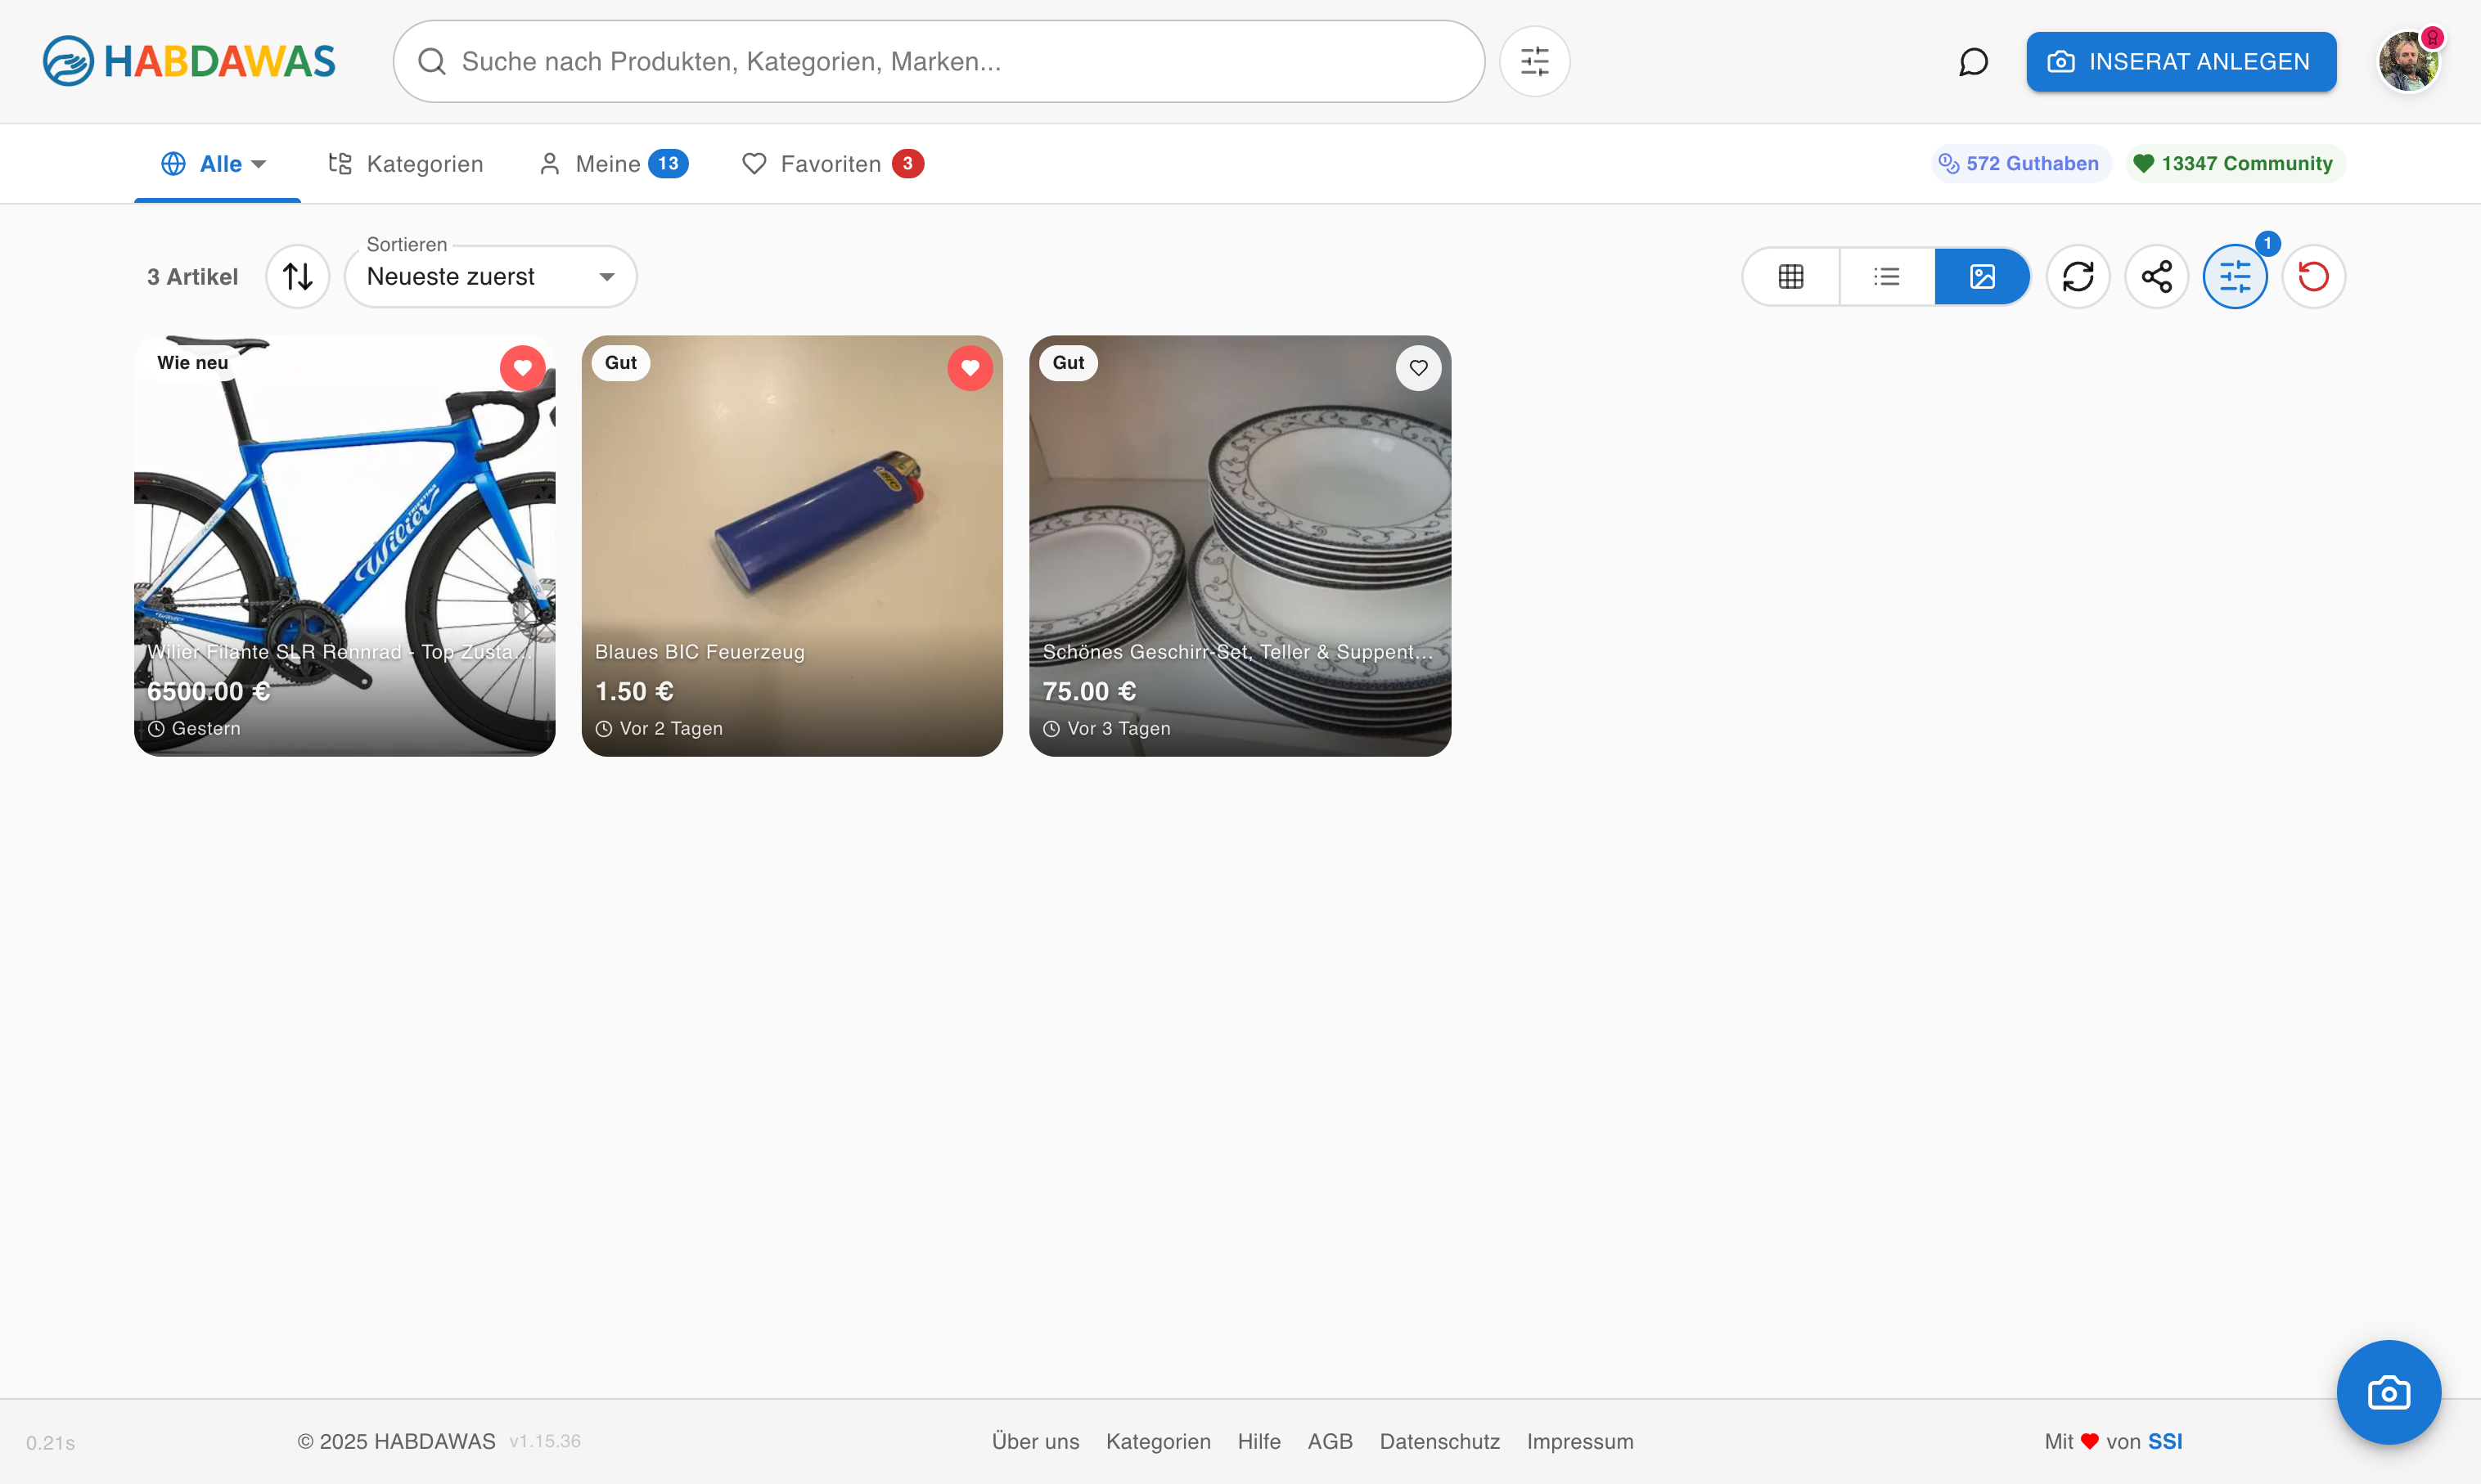 HABDAWAS
Suche nach Produkten, Kategorien, Marken...
INSERAT ANLEGEN
Alle
Kategorien
Meine 13
Favoriten 3
572 Guthaben
13347 Community
3 Artikel
Sortieren
Neueste zuerst
1
Wie neu
Wilier
Wilier Filante SLR Rennrad - Top Zusta...
6500.00 €
Gestern
Gut
BIC
Blaues BIC Feuerzeug
1.50 €
Vor 2 Tagen
Gut
Schönes Geschirr-Set, Teller & Suppent...
75.00 €
Vor 3 Tagen
0.21s
© 2025 HABDAWAS v1.15.36
Über uns
Kategorien
Hilfe
AGB
Datenschutz
Impressum
Mit ❤ von SSI